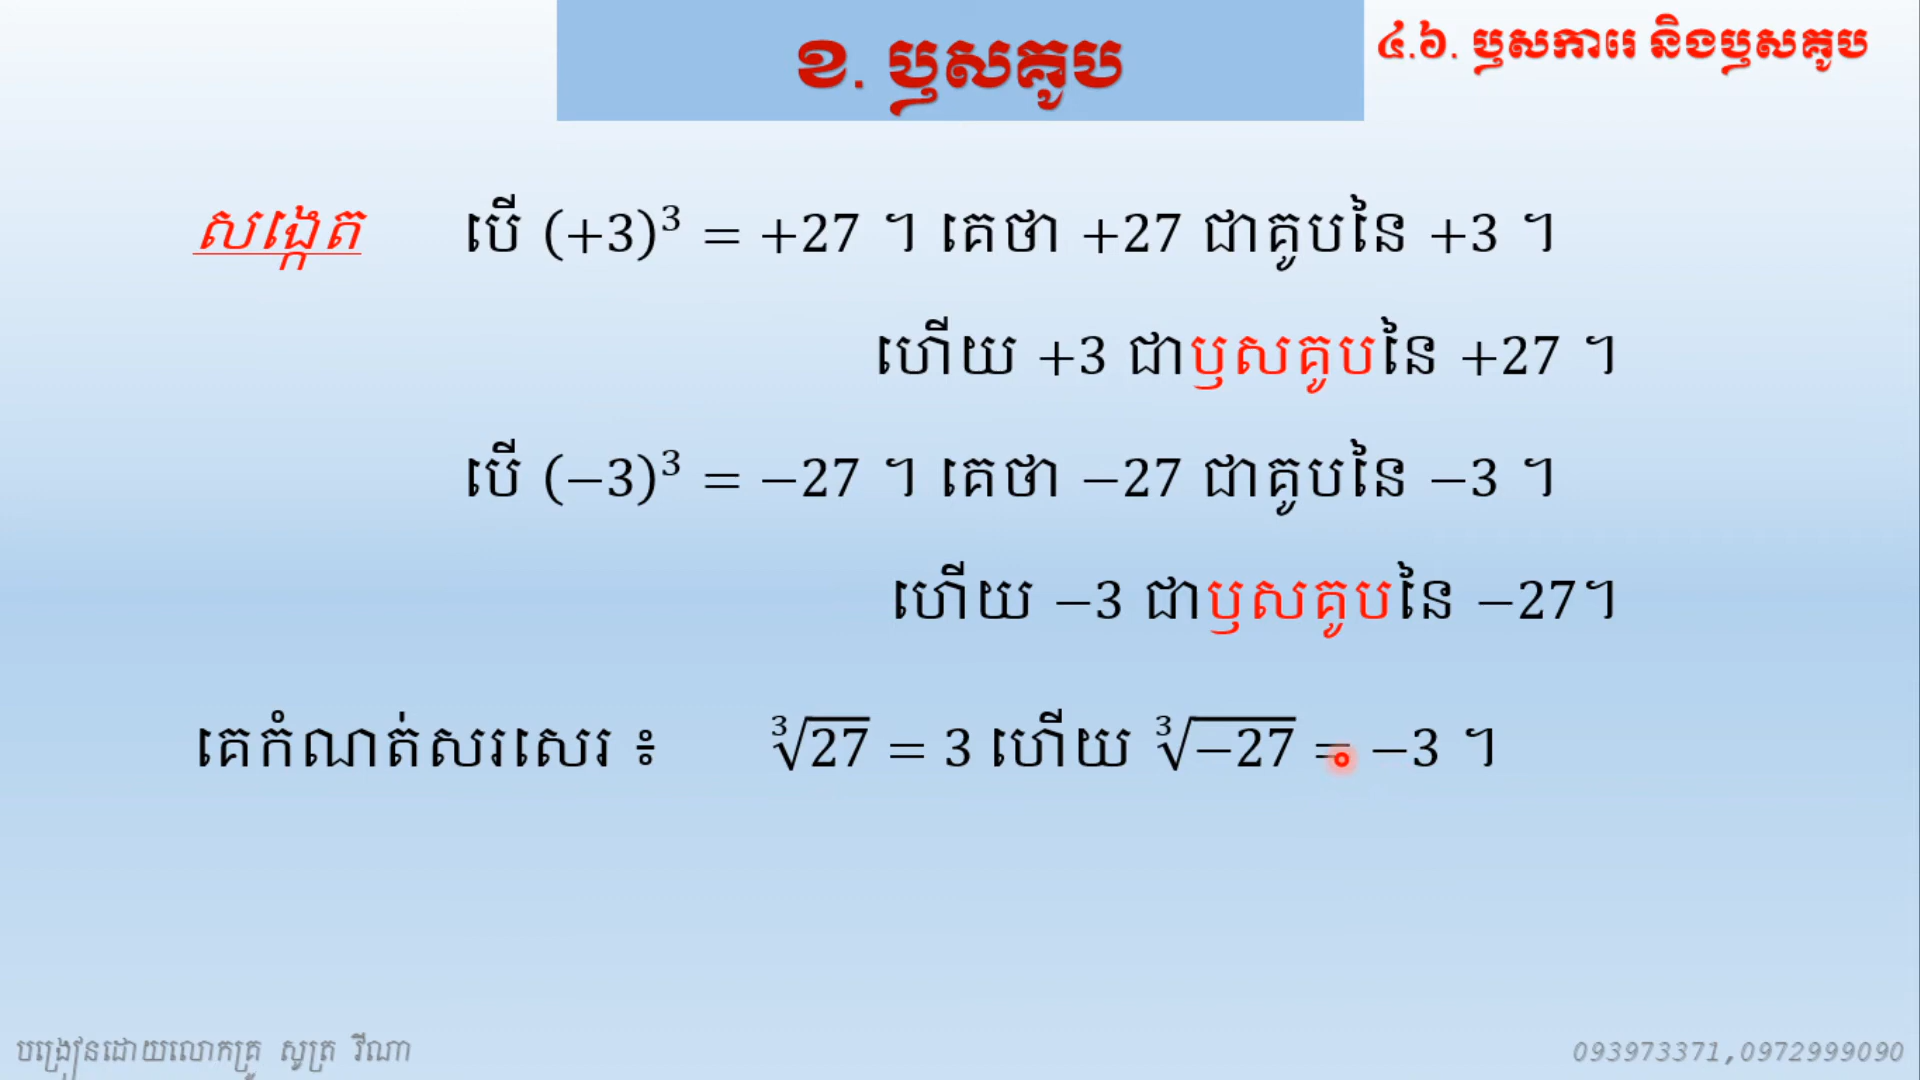 ខ. ឫសគូប
៤.៦. ឫសការេ និងឫសគូប
សង្កេត បើ (+3)³ = +27 ។ គេថា +27 ជាគូបនៃ +3 ។
ហើយ +3 ជាឫសគូបនៃ +27 ។
បើ (−3)³ = −27 ។ គេថា −27 ជាគូបនៃ −3 ។
ហើយ −3 ជាឫសគូបនៃ −27។
គេកំណត់សរសេរ ៖ ∛27 = 3 ហើយ ∛−27 = −3 ។
បង្រៀនដោយលោកគ្រូ សូត្រ វីណា
093973371,0972999090